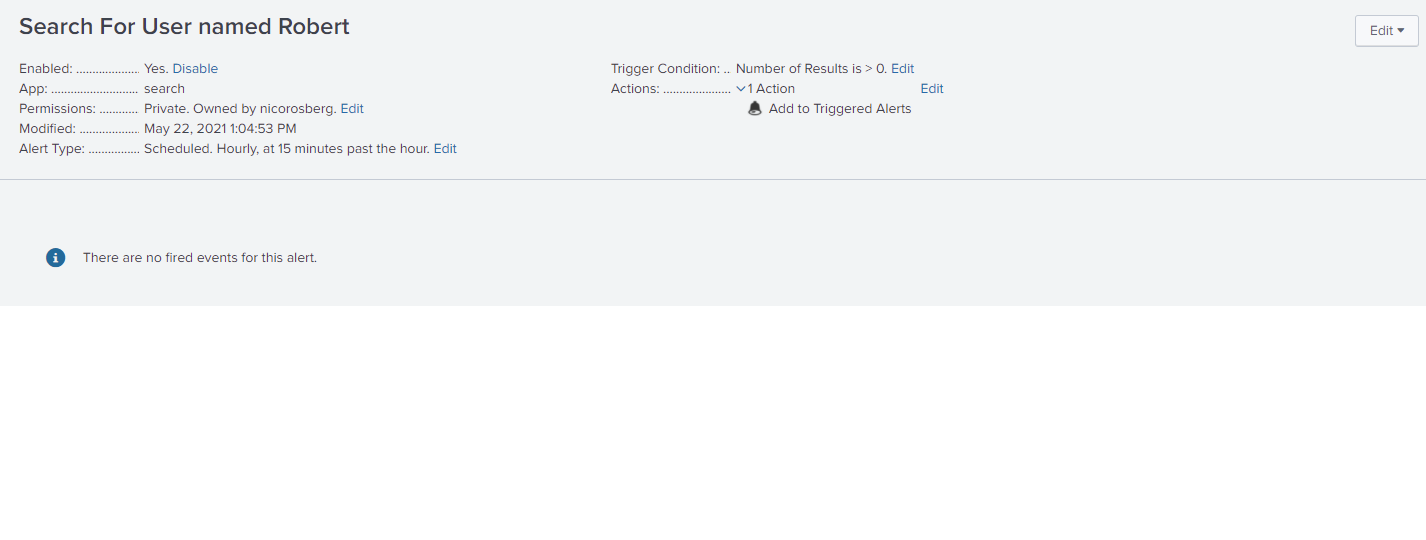 Search For User named Robert
Edit
Enabled: ................... Yes. Disable
App: ........................... search
Permissions: ............ Private. Owned by nicorosberg. Edit
Modified: .................. May 22, 2021 1:04:53 PM
Alert Type: ................ Scheduled. Hourly, at 15 minutes past the hour. Edit
Trigger Condition: .. Number of Results is > 0. Edit
Actions: ..................... 1 Action Edit
Add to Triggered Alerts
There are no fired events for this alert.